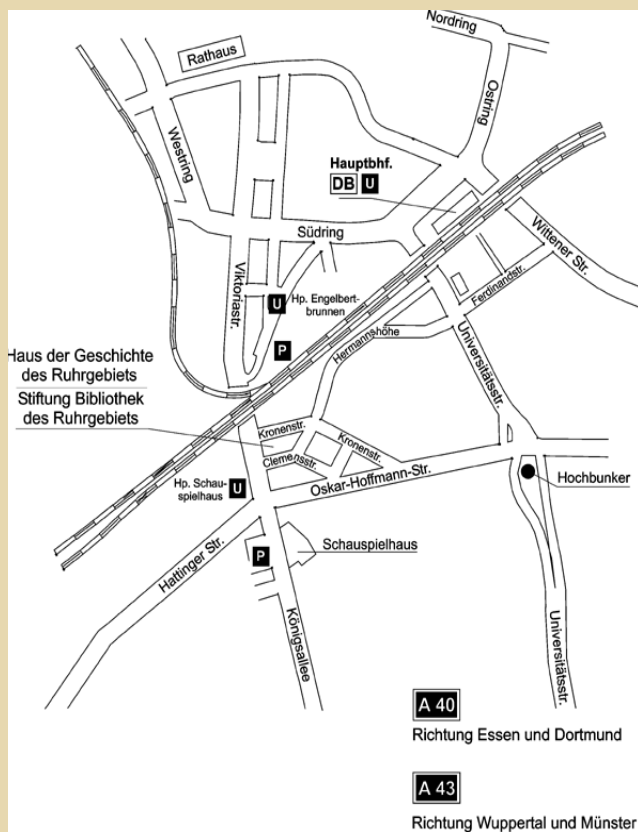 Nordring
Rathaus
Ostring
Westring
Hauptbhf.
DB U
Südring
Wittener Str.
Viktoriastr.
U Hp. Engelbert-
brunnen
Ferdinandstr.
P
Hermannshöhe
Universitätsstr.
Haus der Geschichte
des Ruhrgebiets
Stiftung Bibliothek
des Ruhrgebiets
Kronenstr.
Kronenstr.
Clemensstr.
Hp. Schau-
spielhaus
U
Oskar-Hoffmann-Str.
Hochbunker
Hattinger Str.
P
Schauspielhaus
Königsallee
Universitätsstr.
A 40
Richtung Essen und Dortmund
A 43
Richtung Wuppertal und Münster